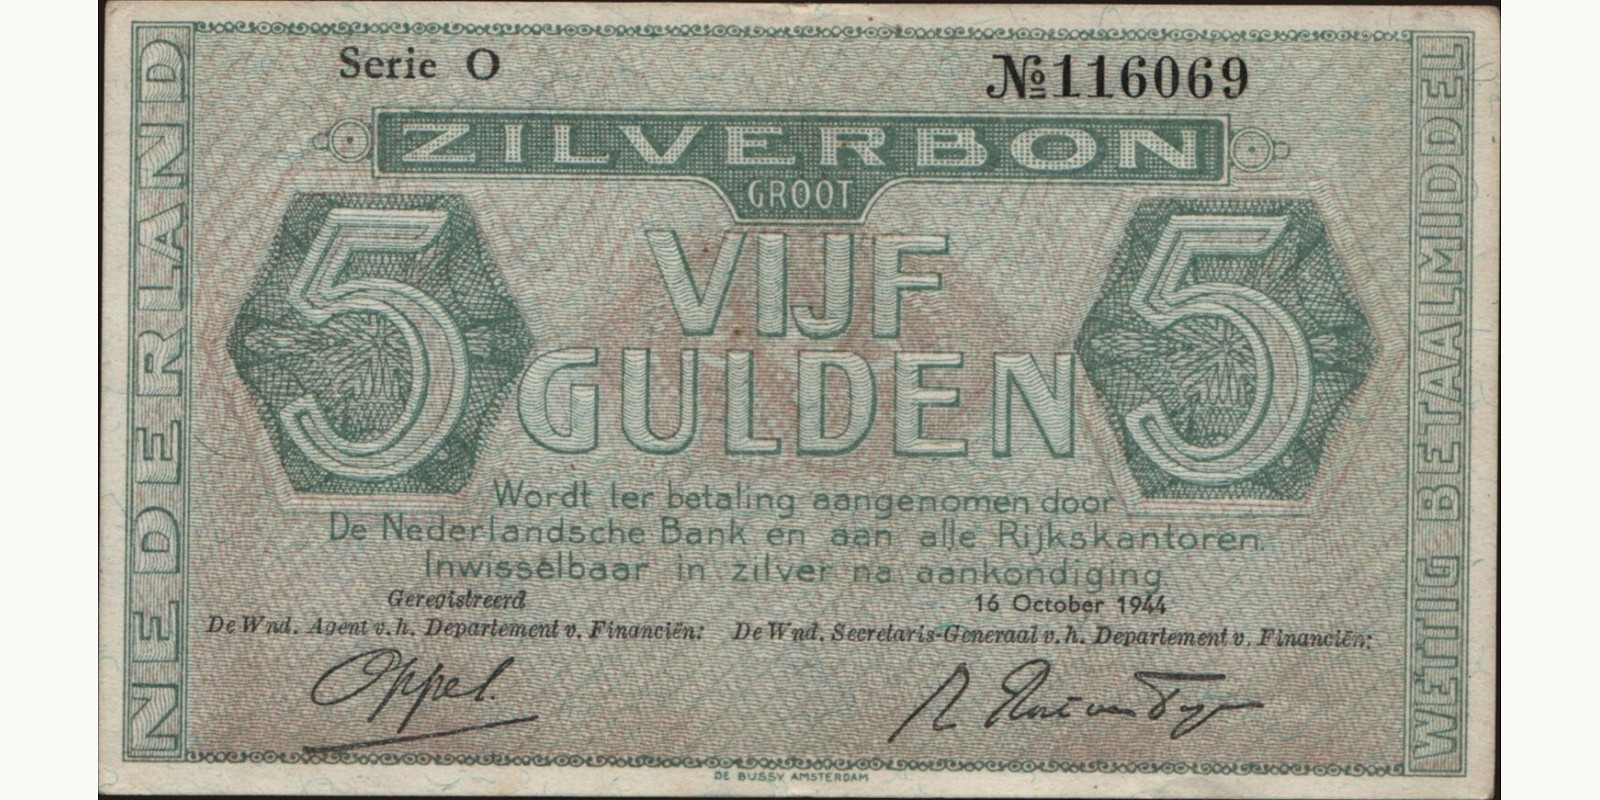 Serie O
№116069
ZILVERBON
GROOT
5
VIJF
GULDEN
5
Wordt ter betaling aangenomen door
De Nederlandsche Bank en aan alle Rijkskantoren.
Inwisselbaar in zilver na aankondiging.
Geregistreerd
16 October 1944
De Wnd. Agent v.h. Departement v. Financiën:
De Wnd. Secretaris-Generaal v.h. Departement v. Financiën:
Oppel.
NEDERLAND
WETTIG BETAALMIDDEL
DE BUSSY AMSTERDAM